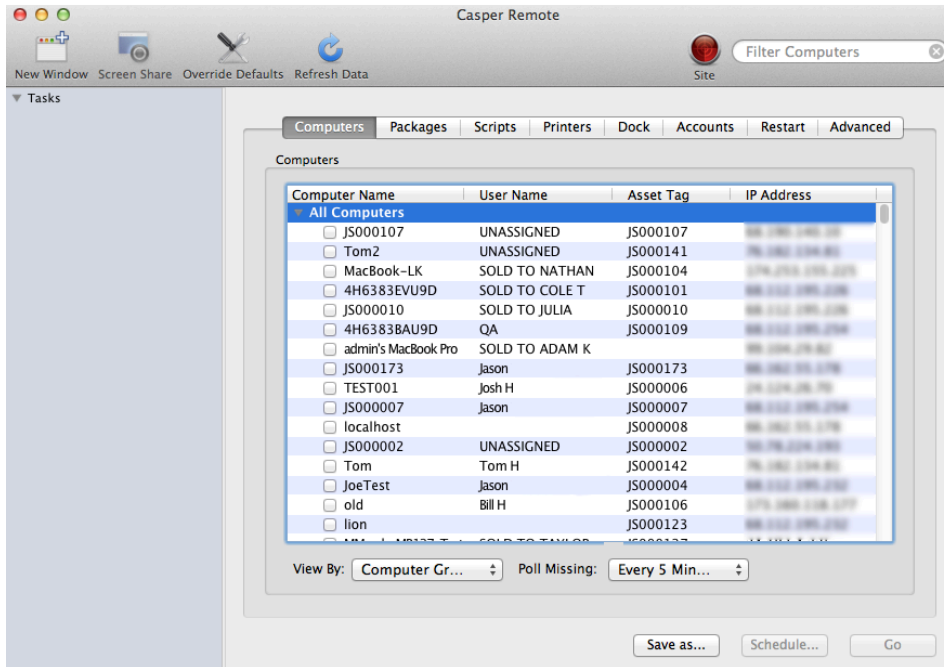 Casper Remote
New Window Screen Share Override Defaults Refresh Data Site Filter Computers
Tasks
Computers Packages Scripts Printers Dock Accounts Restart Advanced
Computers
Computer Name User Name Asset Tag IP Address
All Computers
JS000107 UNASSIGNED JS000107
Tom2 UNASSIGNED JS000141
MacBook-LK SOLD TO NATHAN JS000104
4H6383EVU9D SOLD TO COLE T JS000101
JS000010 SOLD TO JULIA JS000010
4H6383BAU9D QA JS000109
admin's MacBook Pro SOLD TO ADAM K
JS000173 Jason JS000173
TEST001 Josh H JS000006
JS000007 Jason JS000007
localhost JS000008
JS000002 UNASSIGNED JS000002
Tom Tom H JS000142
JoeTest Jason JS000004
old Bill H JS000106
lion JS000123
SOLD TO TAYLOR
View By: Computer Gr... Poll Missing: Every 5 Min...
Save as... Schedule... Go